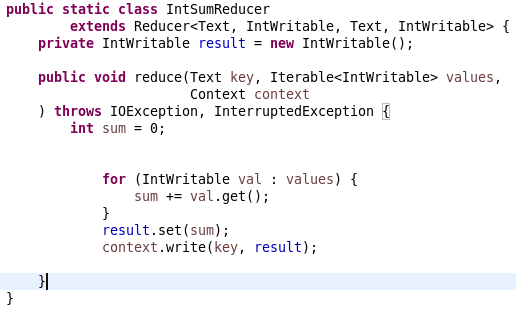 public static class IntSumReducer
        extends Reducer<Text, IntWritable, Text, IntWritable> {
    private IntWritable result = new IntWritable();

    public void reduce(Text key, Iterable<IntWritable> values,
                       Context context
    ) throws IOException, InterruptedException {
        int sum = 0;


            for (IntWritable val : values) {
                sum += val.get();
            }
            result.set(sum);
            context.write(key, result);

    }
}